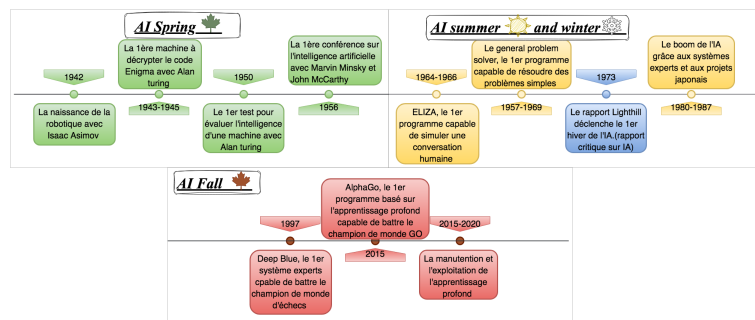 AI Spring
1942
La naissance de la
robotique avec
Isaac Asimov
La 1ère machine à
décrypter le code
Enigma avec Alan
turing
1943-1945
1950
Le 1er test pour
évaluer l'intelligence
d'une machine avec
Alan turing
La 1ère conférence sur
l'intelligence artificielle
avec Marvin Minsky et
John McCarthy
1956
AI summer and winter
1964-1966
ELIZA, le 1er
programme capable
de simuler une
conversation
humaine
Le general problem
solver, le 1er programme
capable de résoudre des
problèmes simples
1957-1969
1973
Le rapport Lighthill
déclenche le 1er
hiver de l'IA.(rapport
critique sur IA)
Le boom de l'IA
grâce aux systèmes
experts et aux projets
japonais
1980-1987
AI Fall
1997
Deep Blue, le 1er
système experts
cpable de battre le
champion de monde
d'échecs
AlphaGo, le 1er
programme basé sur
l'apprentissage profond
capable de battre le
champion de monde GO
2015
2015-2020
La manutention et
l'exploitation de
l'apprentissage
profond